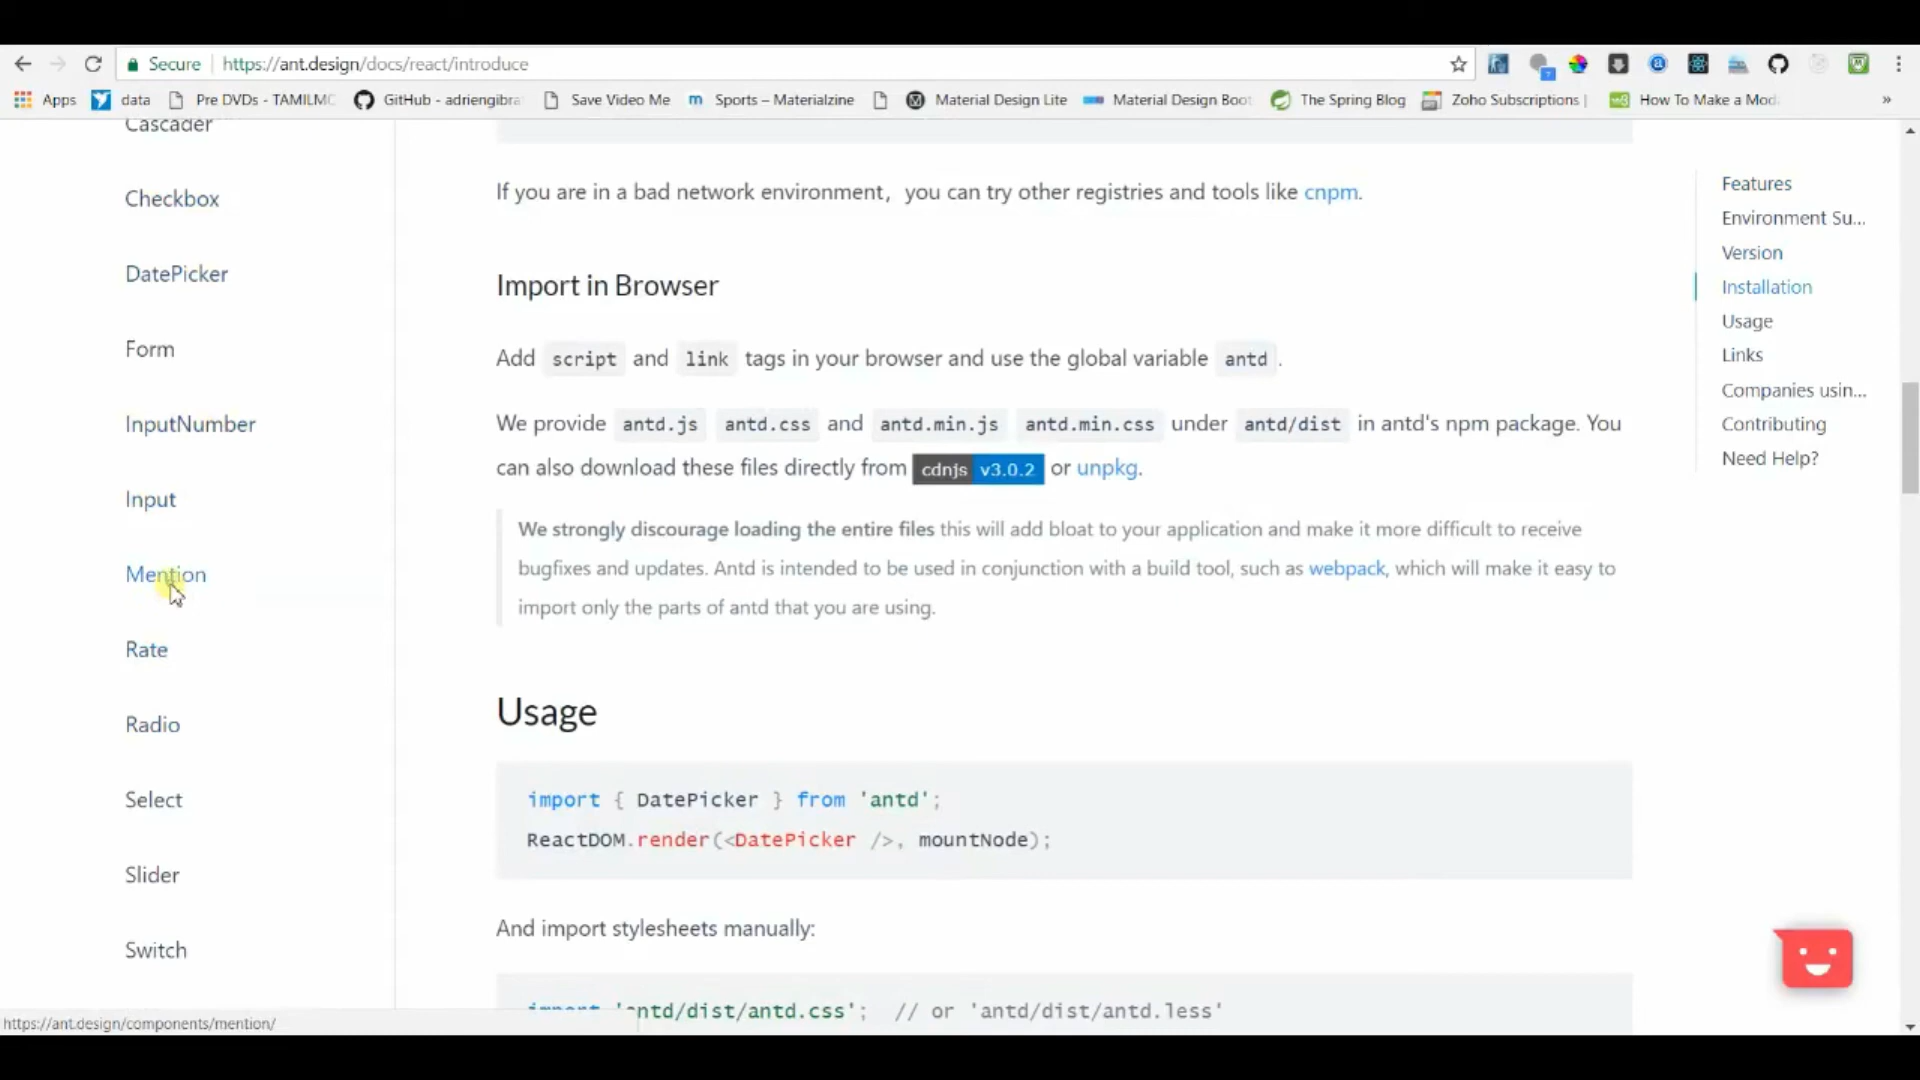 Secure https://ant.design/docs/react/introduce
Apps data Pre DVDs - TAMILMC GitHub - adriengibra Save Video Me Sports – Materialzine Material Design Lite Material Design Boot The Spring Blog Zoho Subscriptions | How To Make a Mod
Cascader
Checkbox
DatePicker
Form
InputNumber
Input
Mention
Rate
Radio
Select
Slider
Switch
If you are in a bad network environment，you can try other registries and tools like cnpm.
Import in Browser
Add script and link tags in your browser and use the global variable antd .
We provide antd.js antd.css and antd.min.js antd.min.css under antd/dist in antd's npm package. You
can also download these files directly from cdnjs v3.0.2 or unpkg.
We strongly discourage loading the entire files this will add bloat to your application and make it more difficult to receive
bugfixes and updates. Antd is intended to be used in conjunction with a build tool, such as webpack, which will make it easy to
import only the parts of antd that you are using.
Usage
import { DatePicker } from 'antd';
ReactDOM.render(<DatePicker />, mountNode);
And import stylesheets manually:
import 'antd/dist/antd.css'; // or 'antd/dist/antd.less'
Features
Environment Su...
Version
Installation
Usage
Links
Companies usin...
Contributing
Need Help?
https://ant.design/components/mention/